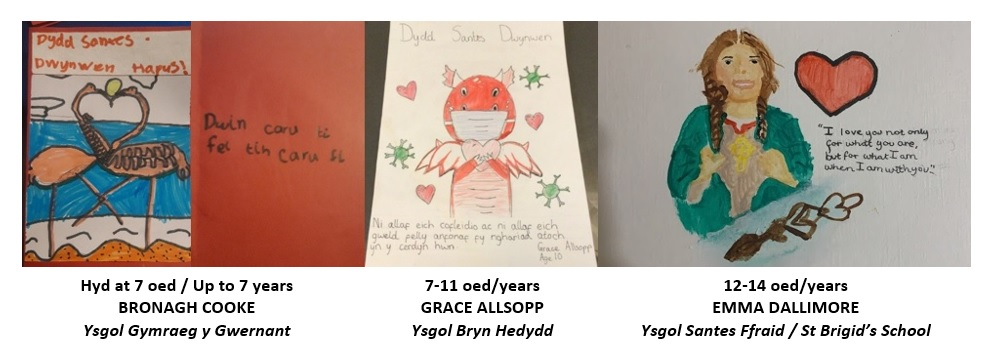 Dydd Santes
Dwynwen Hapus!
Dwin caru ti
fel tin caru fi
Dydd Santes Dwynwen
Ni allaf eich cofleidio ac ni allaf eich
gweld felly anfonaf fy nghariad atoch
yn y cerdyn hwn
Grace Allsopp
Age 10
"I love you not only
for what you are,
but for what I am
when I am with you."
Hyd at 7 oed / Up to 7 years
BRONAGH COOKE
Ysgol Gymraeg y Gwernant
7-11 oed/years
GRACE ALLSOPP
Ysgol Bryn Hedydd
12-14 oed/years
EMMA DALLIMORE
Ysgol Santes Ffraid / St Brigid's School